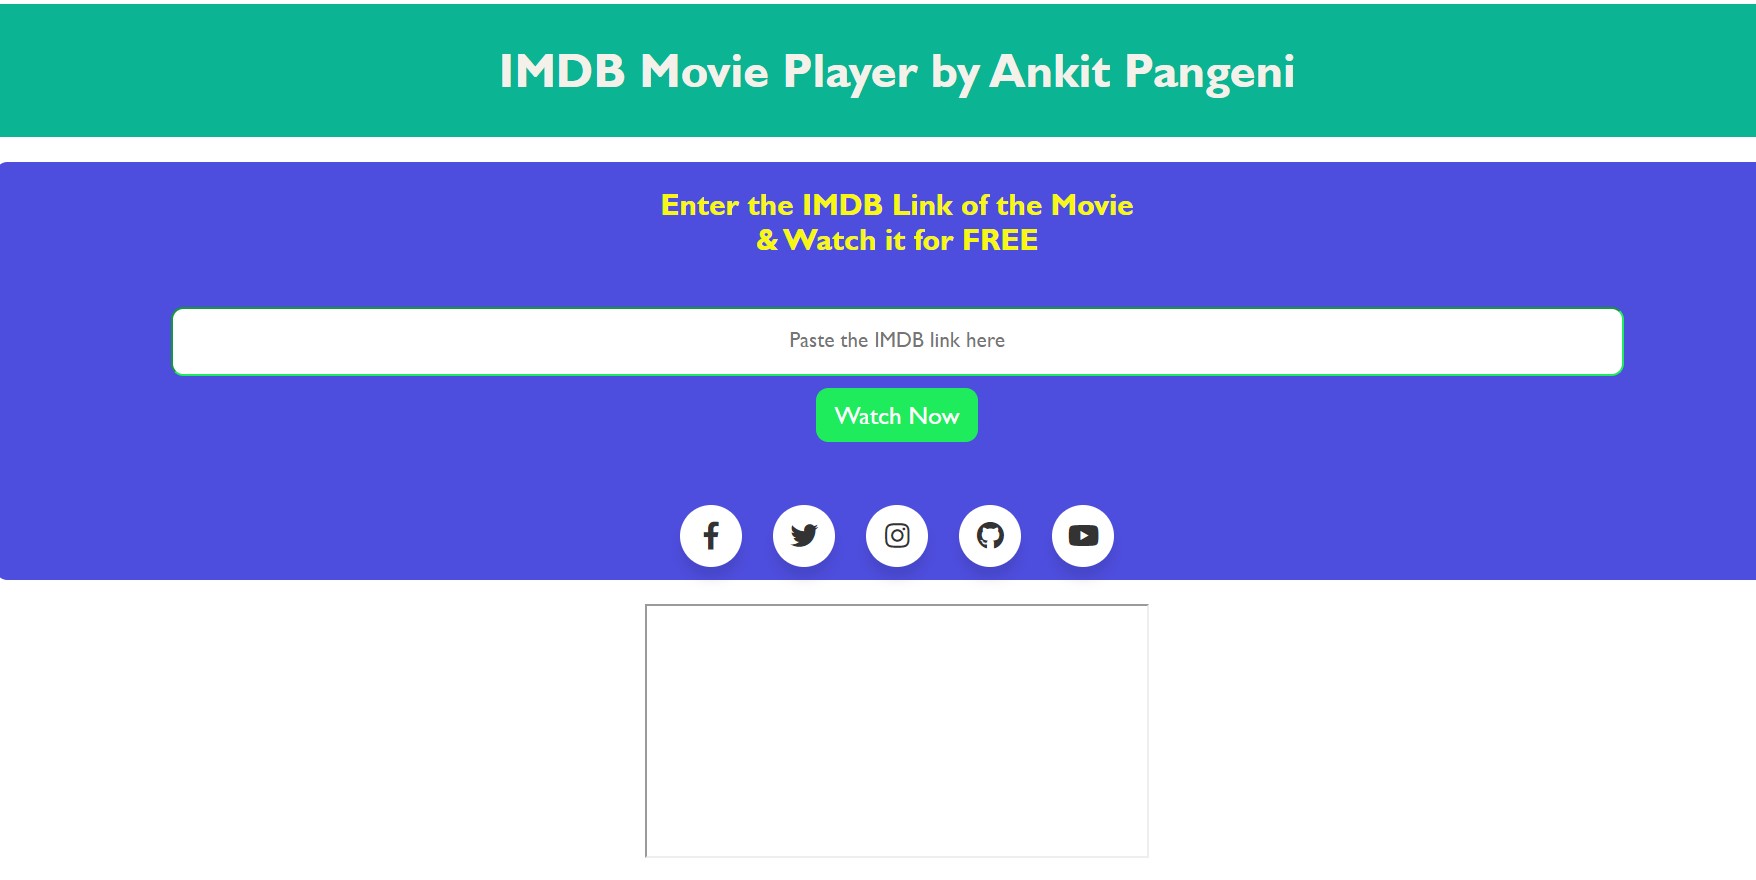 IMDB Movie Player by Ankit Pangeni
Enter the IMDB Link of the Movie
& Watch it for FREE
Paste the IMDB link here
Watch Now